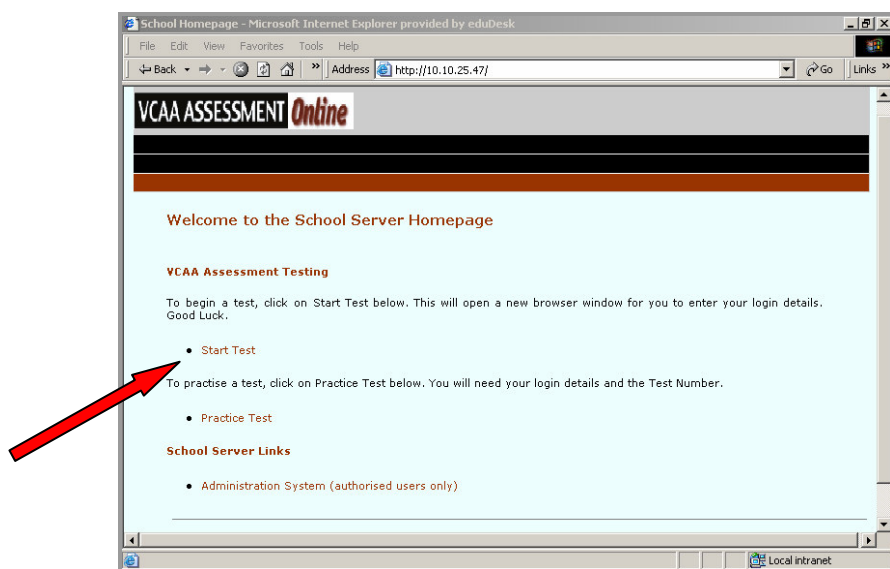 School Homepage - Microsoft Internet Explorer provided by eduDesk
File Edit View Favorites Tools Help
Back » Address http://10.10.25.47/ Go Links »
VCAA ASSESSMENT Online
Welcome to the School Server Homepage
VCAA Assessment Testing
To begin a test, click on Start Test below. This will open a new browser window for you to enter your login details.
Good Luck.
• Start Test
To practise a test, click on Practice Test below. You will need your login details and the Test Number.
• Practice Test
School Server Links
• Administration System (authorised users only)
Local intranet